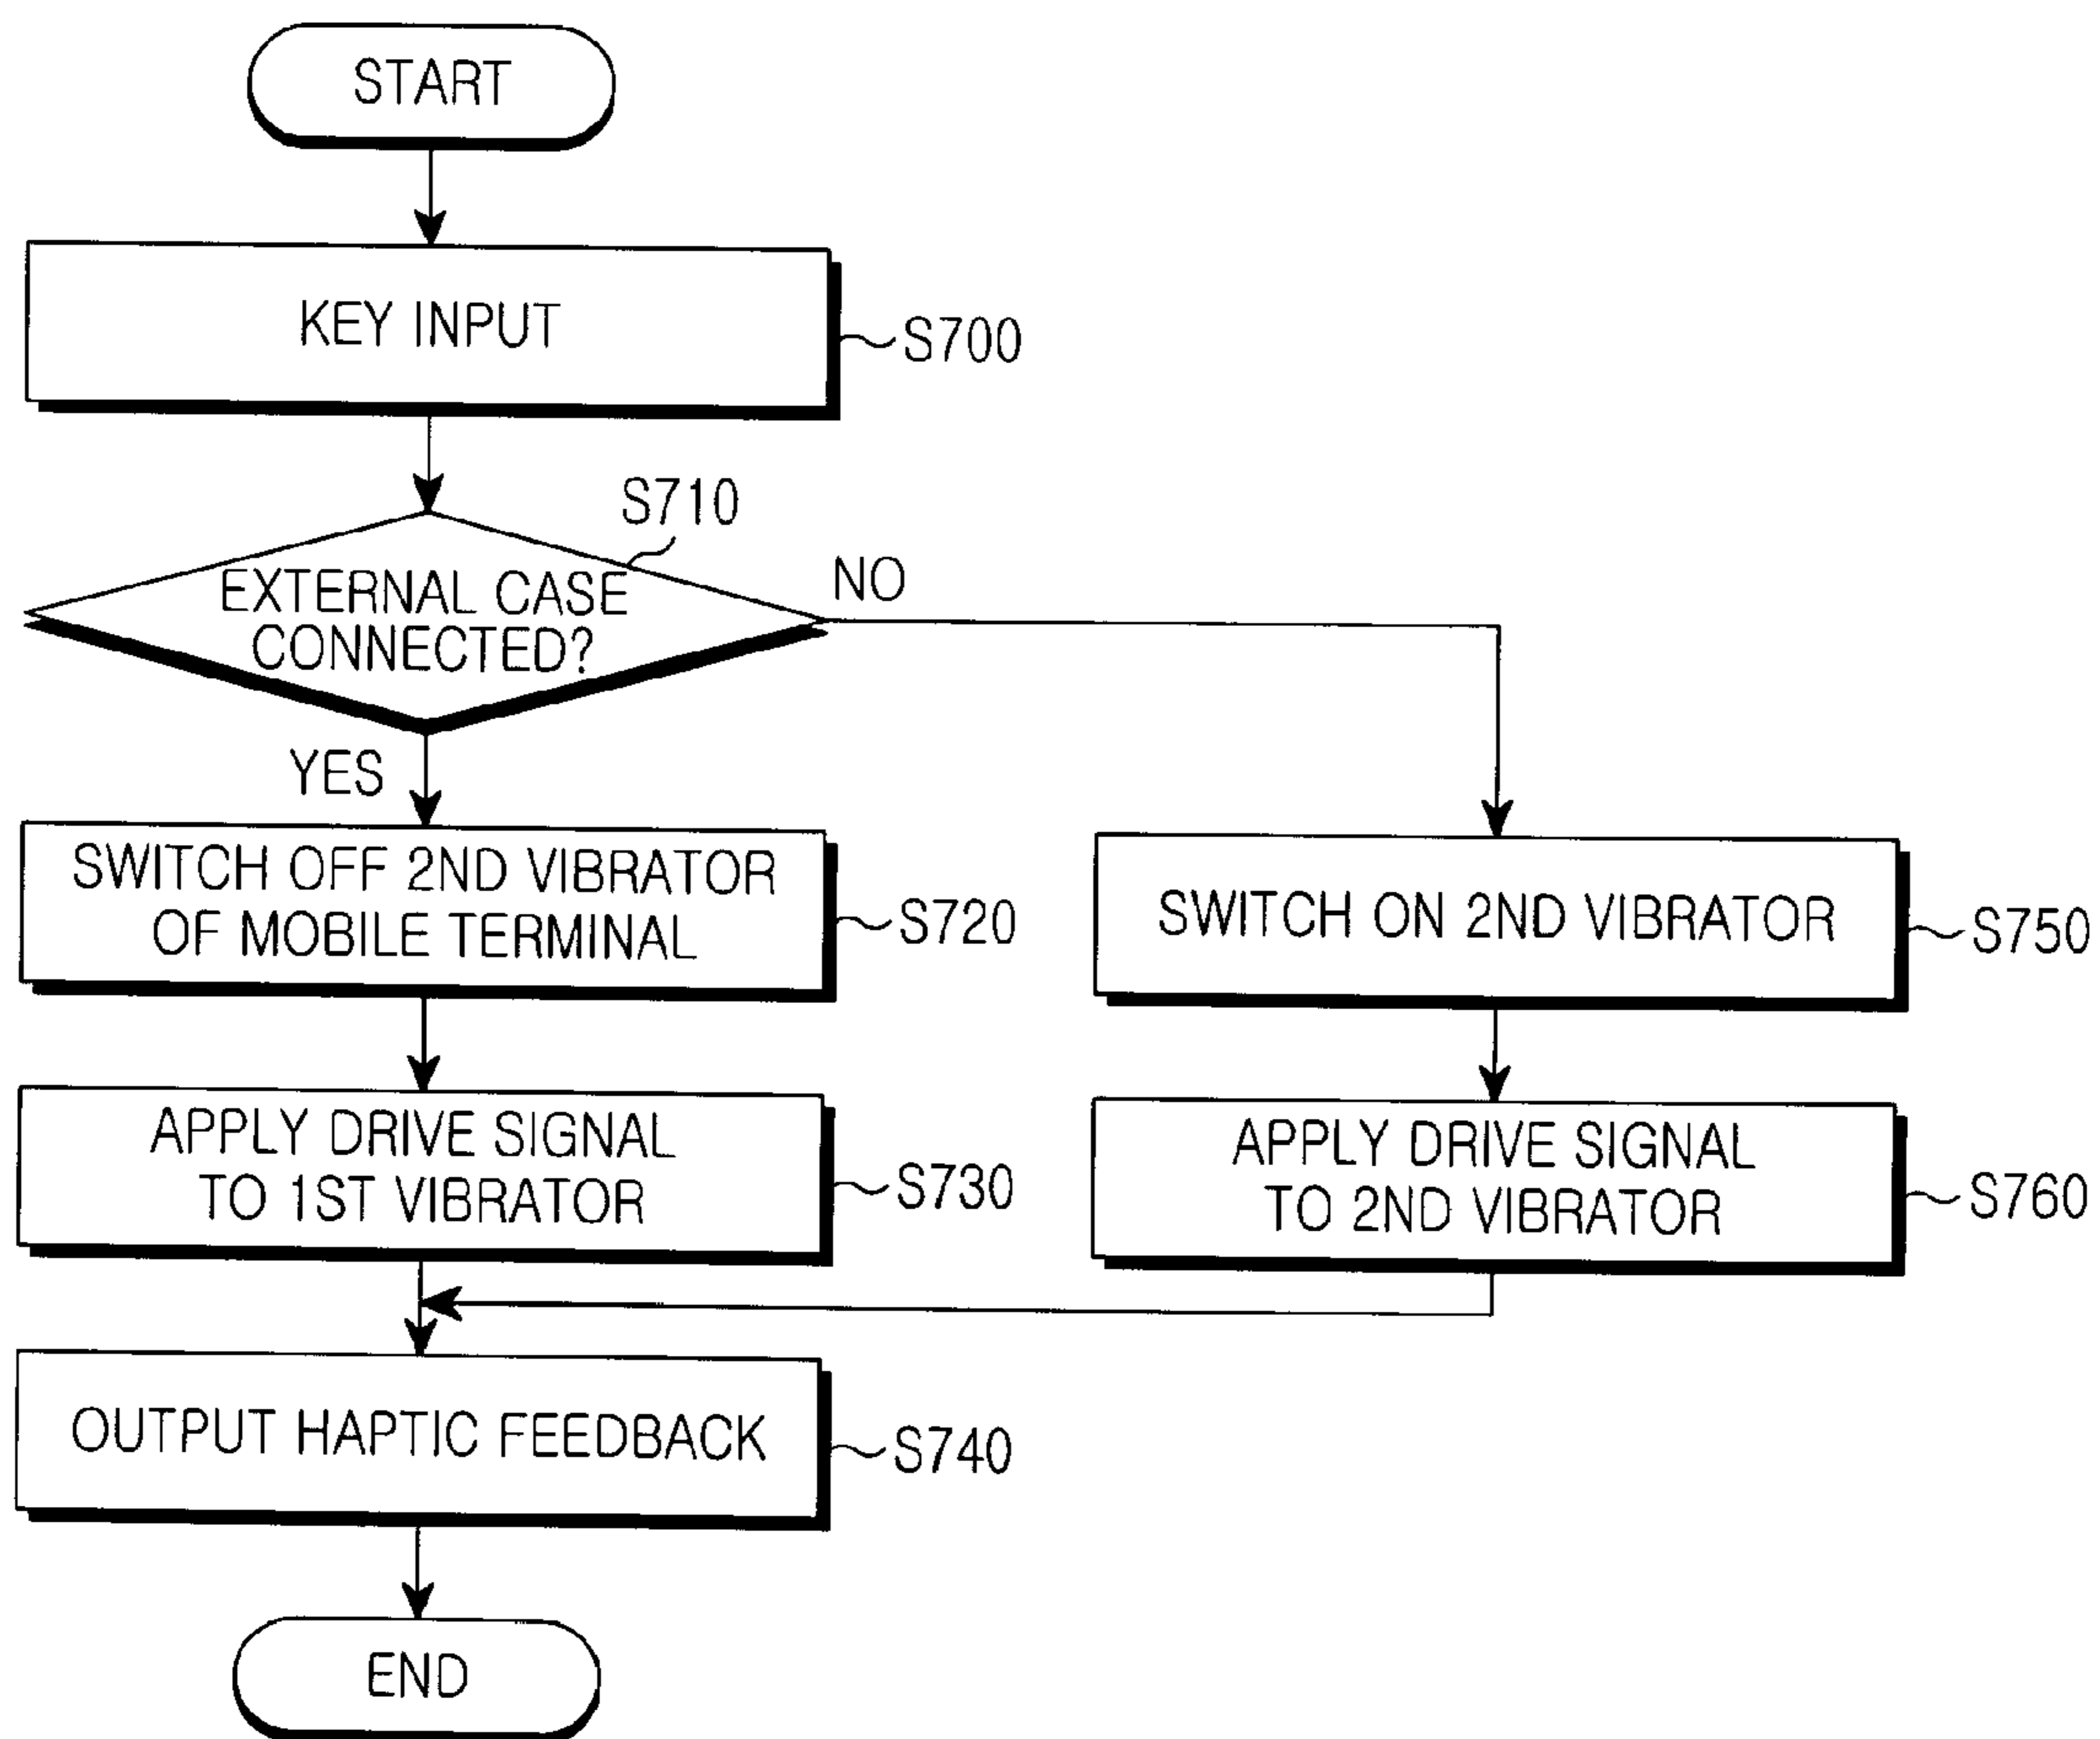 START
KEY INPUT
S700
S710
EXTERNAL CASE
CONNECTED?
NO
YES
SWITCH OFF 2ND VIBRATOR
OF MOBILE TERMINAL
S720
SWITCH ON 2ND VIBRATOR
S750
APPLY DRIVE SIGNAL
TO 1ST VIBRATOR
S730
APPLY DRIVE SIGNAL
TO 2ND VIBRATOR
S760
OUTPUT HAPTIC FEEDBACK
S740
END